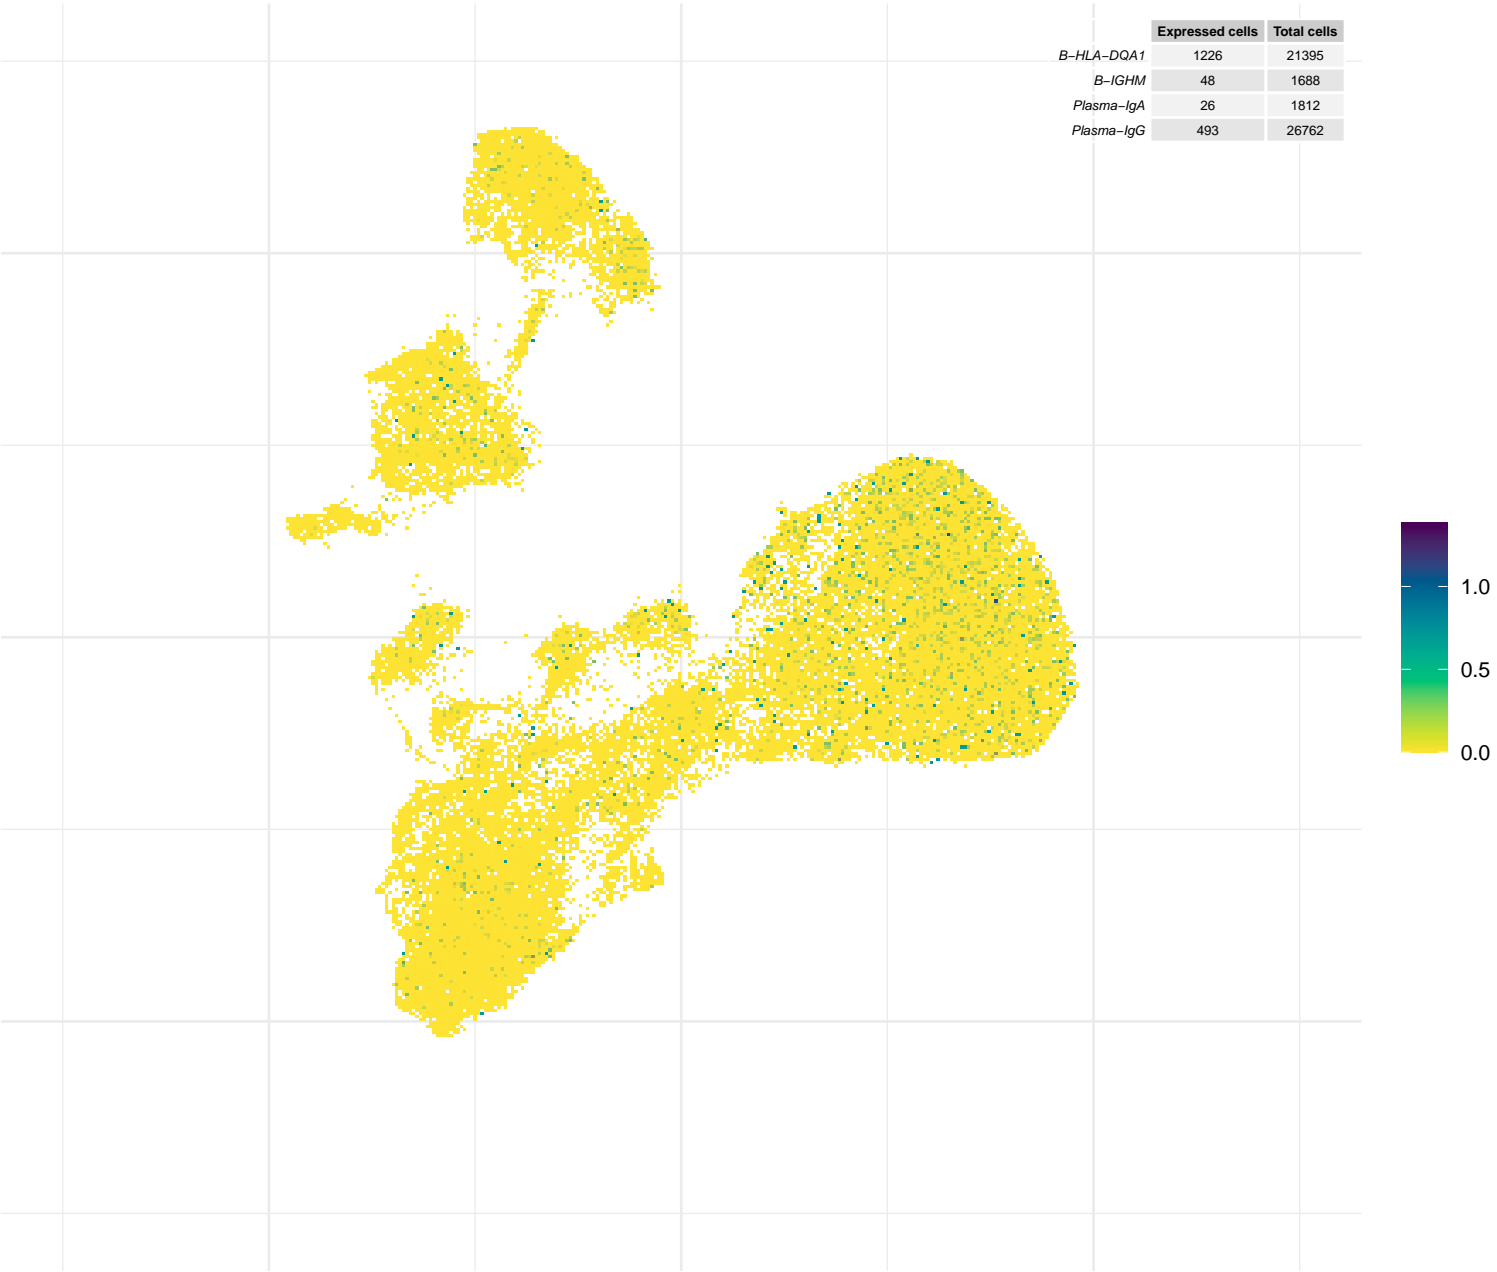 Expressed cells Total cells
B−HLA−DQA1 1226 21395
B−IGHM 48 1688
Plasma−IgA 26 1812
Plasma−IgG 493 26762
1.0
0.5
0.0